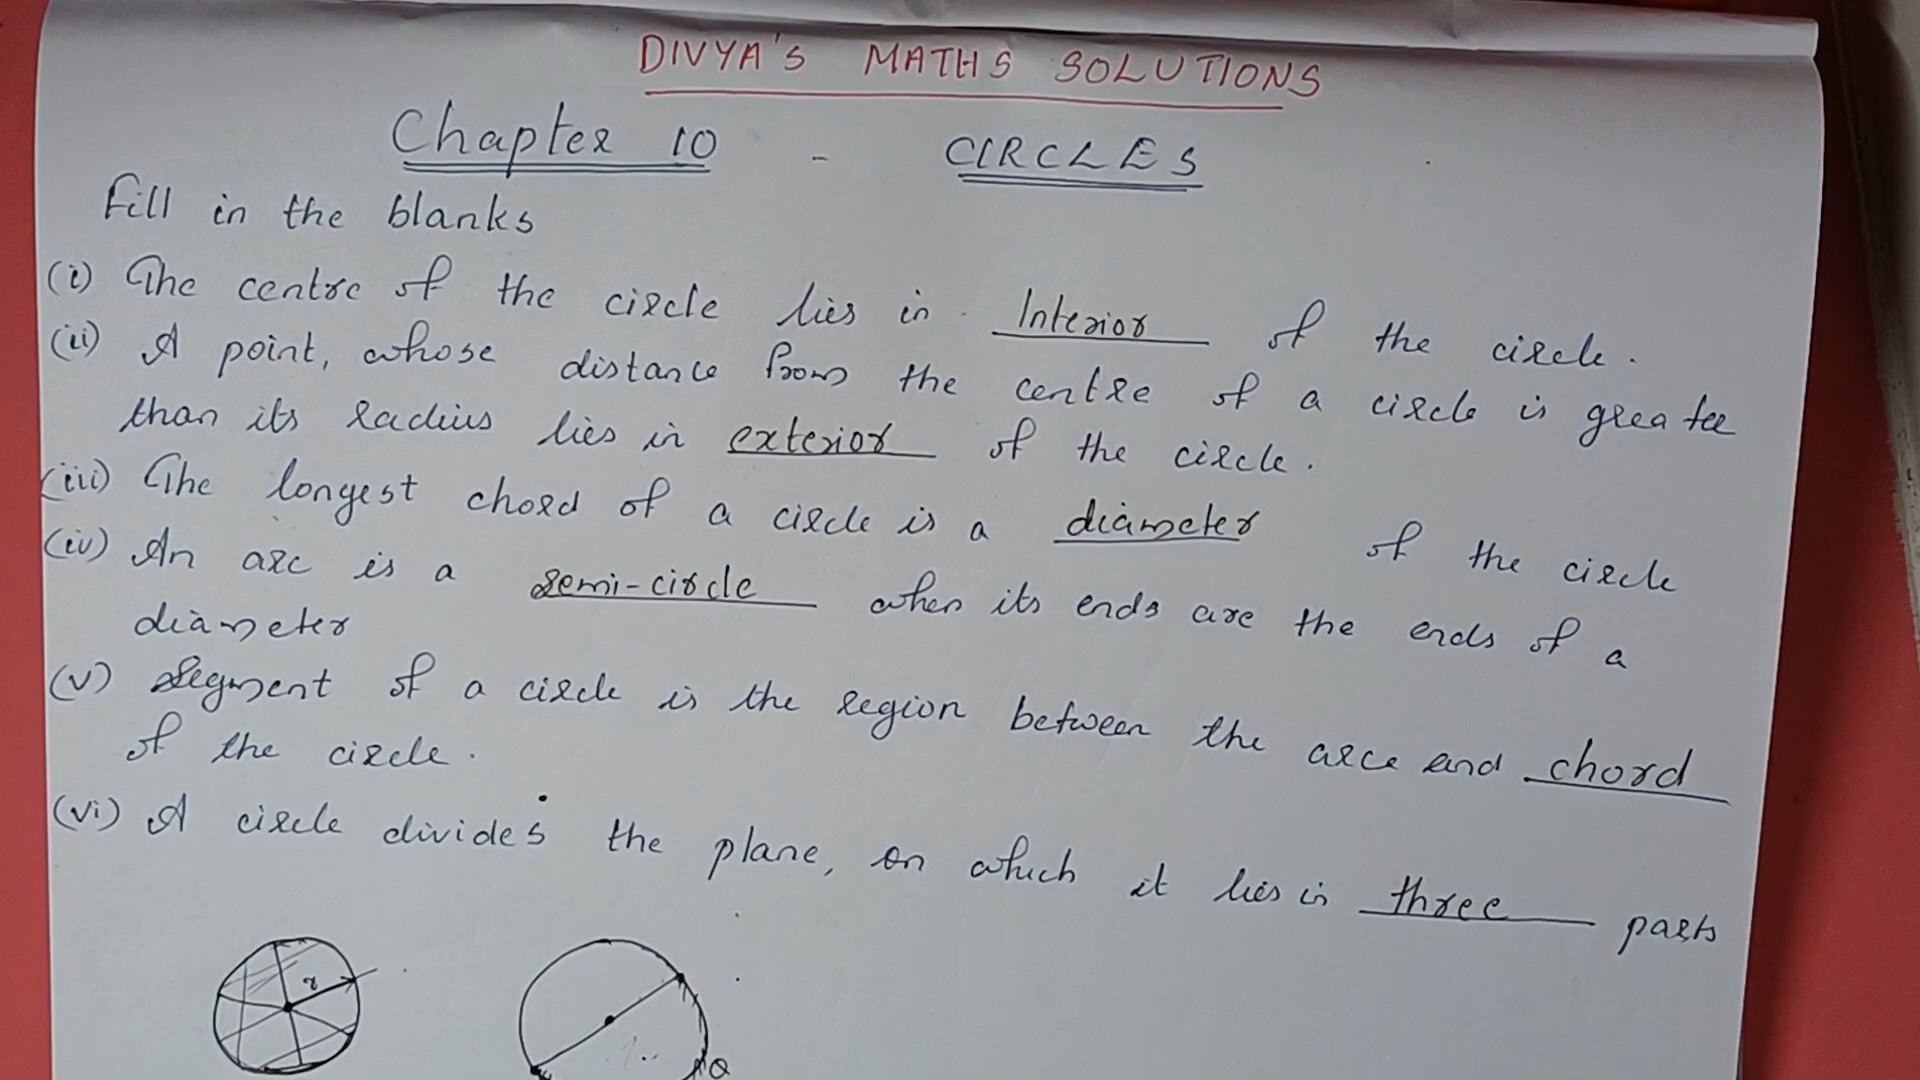 DIVYA'S MATHS SOLUTIONS
Chapter 10 - CIRCLES
Fill in the blanks
(i) The centre of the circle lies in Interior of the circle.
(ii) A point, whose distance from the centre of a circle is greater
than its radius lies in exterior of the circle.
(iii) The longest chord of a circle is a diameter of the circle
(iv) An arc is a semi-circle when its ends are the ends of a
diameter
(v) Segment of a circle is the region between the arce and chord
of the circle.
(vi) A circle divides the plane, on which it lies in three parts
r
Q